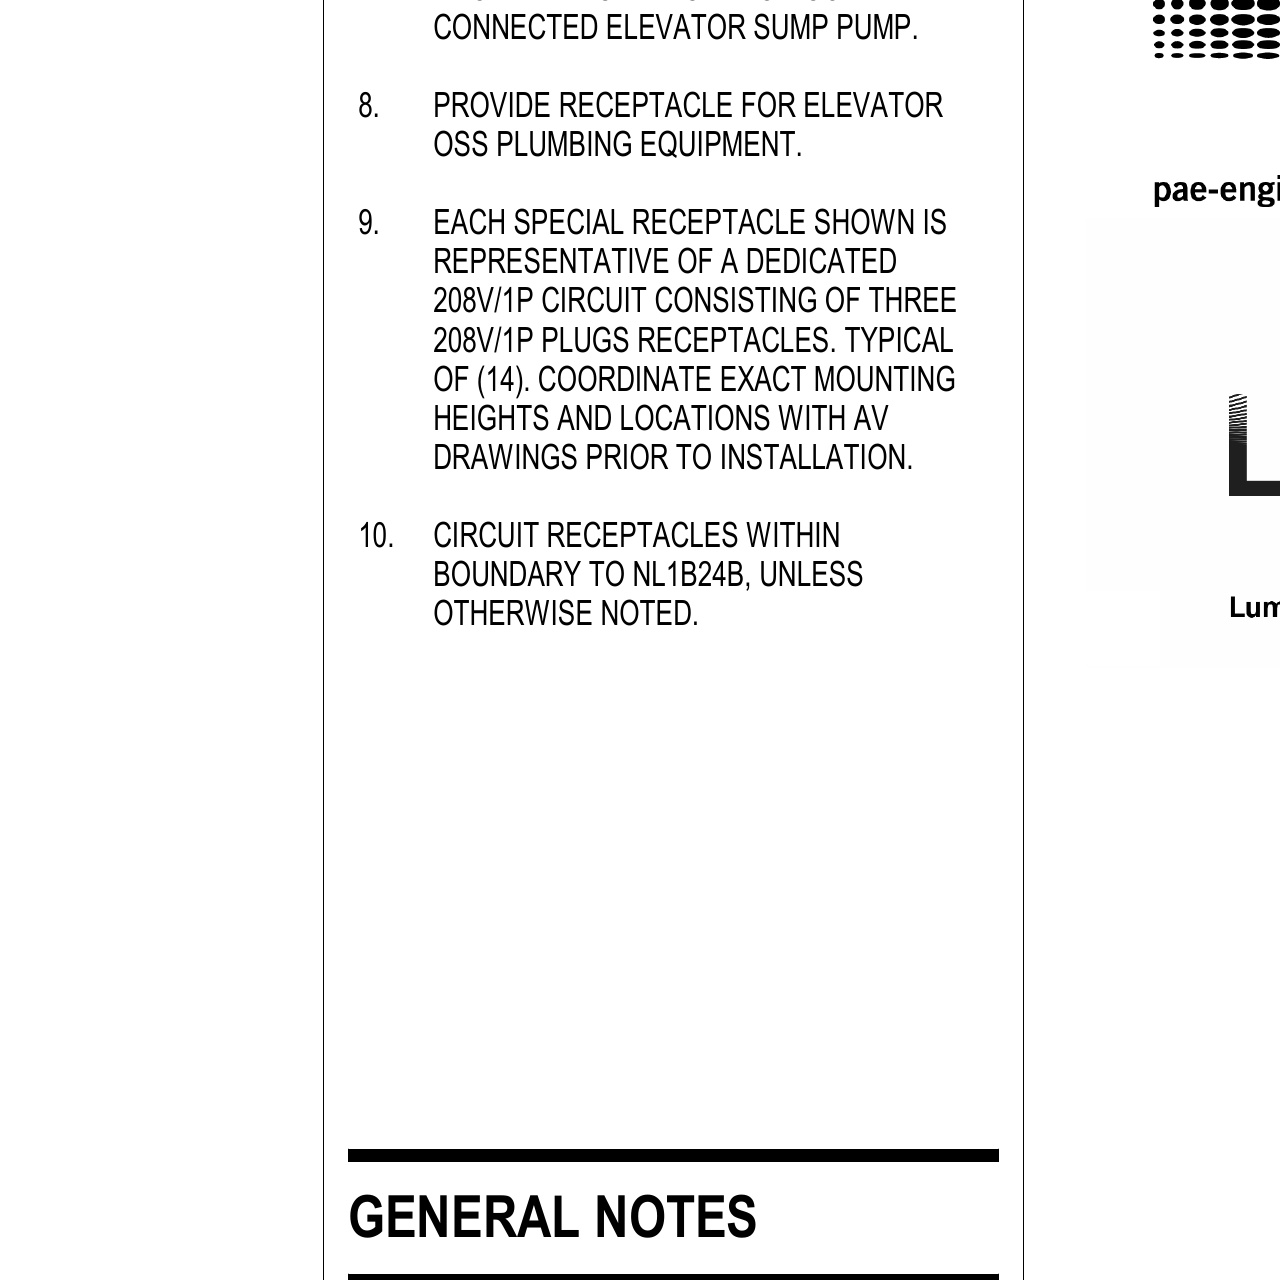 CONNECTED ELEVATOR SUMP PUMP.
8. PROVIDE RECEPTACLE FOR ELEVATOR
OSS PLUMBING EQUIPMENT.
9. EACH SPECIAL RECEPTACLE SHOWN IS
REPRESENTATIVE OF A DEDICATED
208V/1P CIRCUIT CONSISTING OF THREE
208V/1P PLUGS RECEPTACLES. TYPICAL
OF (14). COORDINATE EXACT MOUNTING
HEIGHTS AND LOCATIONS WITH AV
DRAWINGS PRIOR TO INSTALLATION.
10. CIRCUIT RECEPTACLES WITHIN
BOUNDARY TO NL1B24B, UNLESS
OTHERWISE NOTED.
GENERAL NOTES
pae-engi
L
Lum